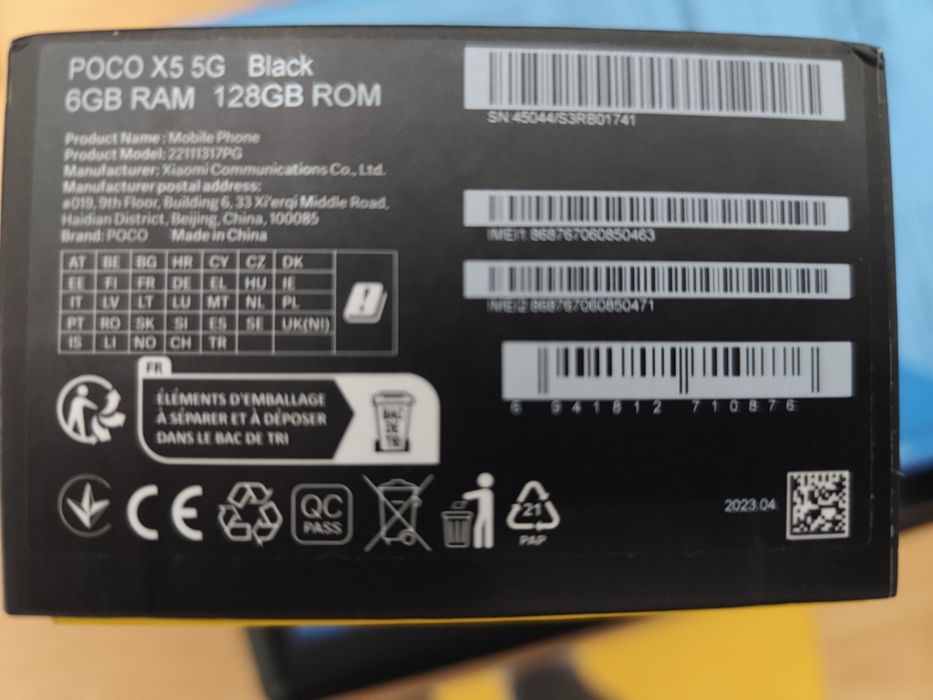 POCO X5 5G Black
6GB RAM 128GB ROM
Product Name: Mobile Phone
Product Model: 22111317PG
Manufacturer: Xiaomi Communications Co., Ltd.
Manufacturer postal address:
#019, 9th Floor, Building 6, 33 Xi'erqi Middle Road,
Haidian District, Beijing, China, 100085
Brand: POCO Made in China
AT BE BG HR CY CZ DK
EE FI FR DE EL HU IE
IT LV LT LU MT NL PL
PT RO SK SI ES SE UK(NI)
IS LI NO CH TR
FR
ÉLÉMENTS D'EMBALLAGE
À SÉPARER ET À DÉPOSER
DANS LE BAC DE TRI
BAC
DE
TRI
CE
QC
PASS
21
PAP
SN:45044/S3RB01741
IMEI1:868767060850463
IMEI2:868767060850471
6 941812 710876
2023.04